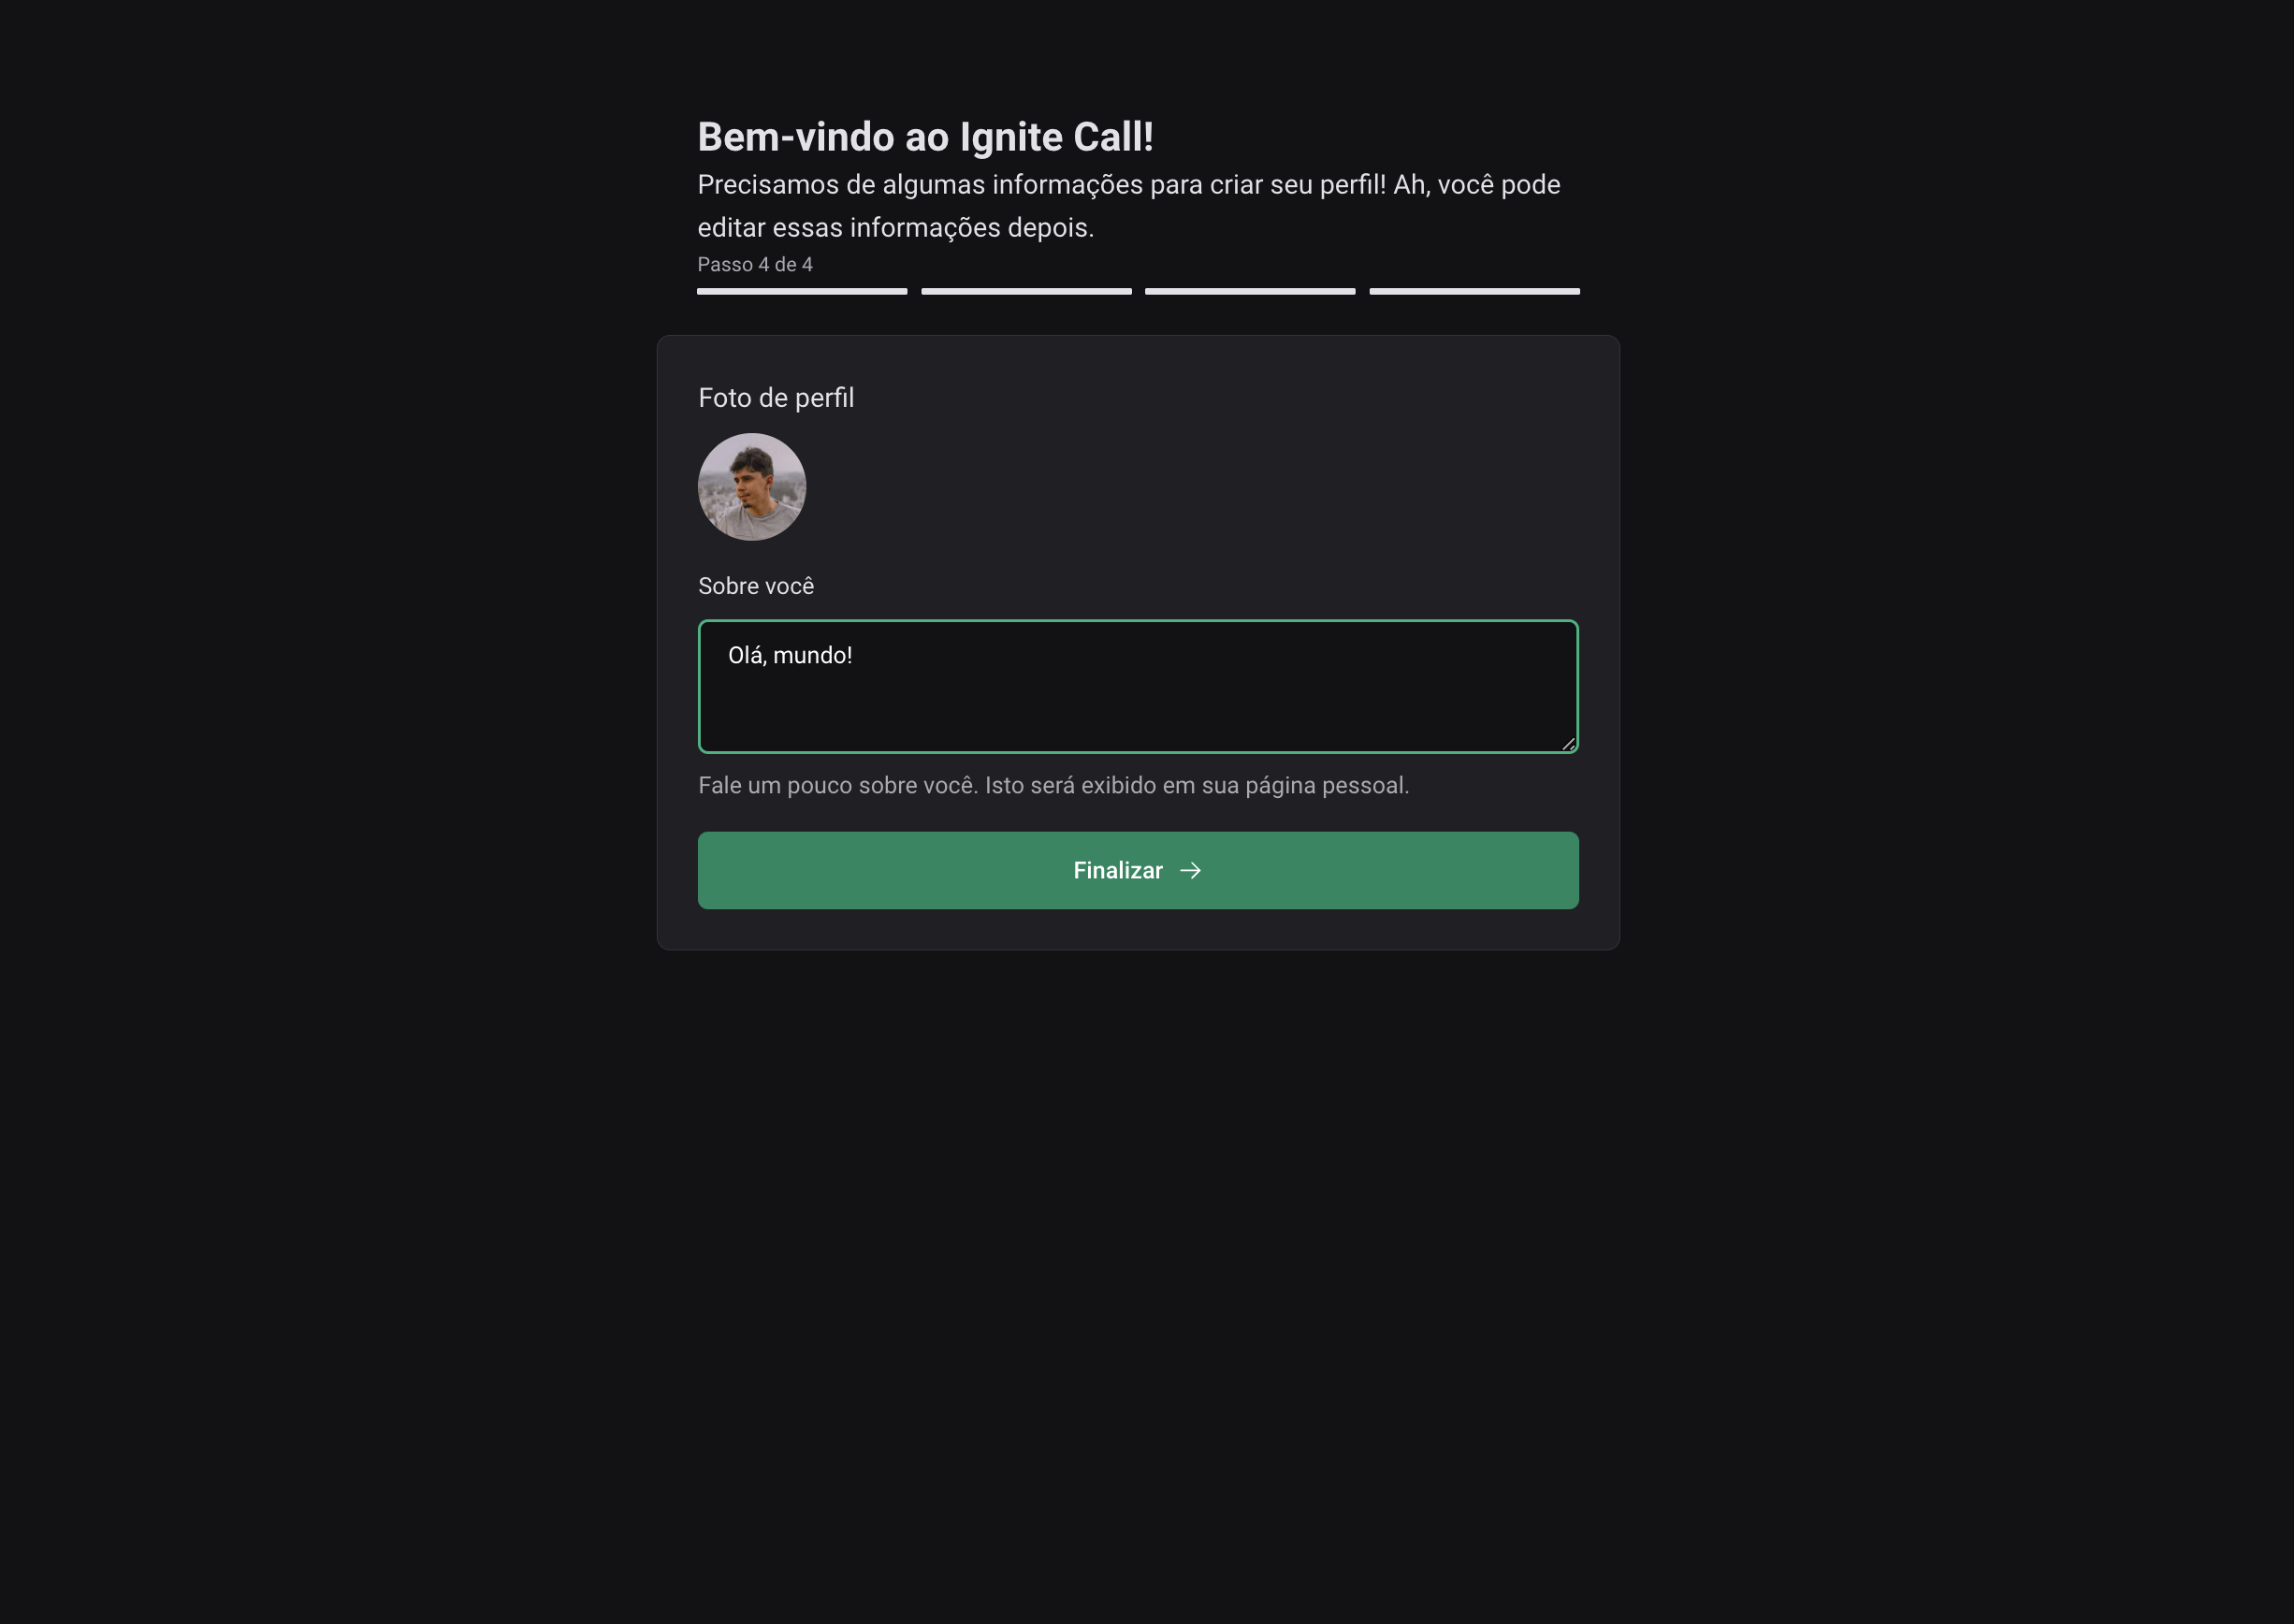 Bem-vindo ao Ignite Call!
Precisamos de algumas informações para criar seu perfil! Ah, você pode
editar essas informações depois.
Passo 4 de 4
Foto de perfil
Sobre você
Olá, mundo!
Fale um pouco sobre você. Isto será exibido em sua página pessoal.
Finalizar